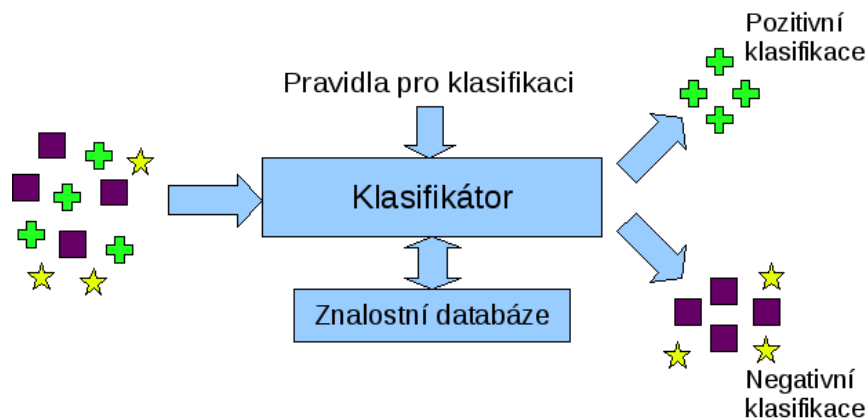 Pozitivní
klasifikace
Pravidla pro klasifikaci
Klasifikátor
Znalostní databáze
Negativní
klasifikace